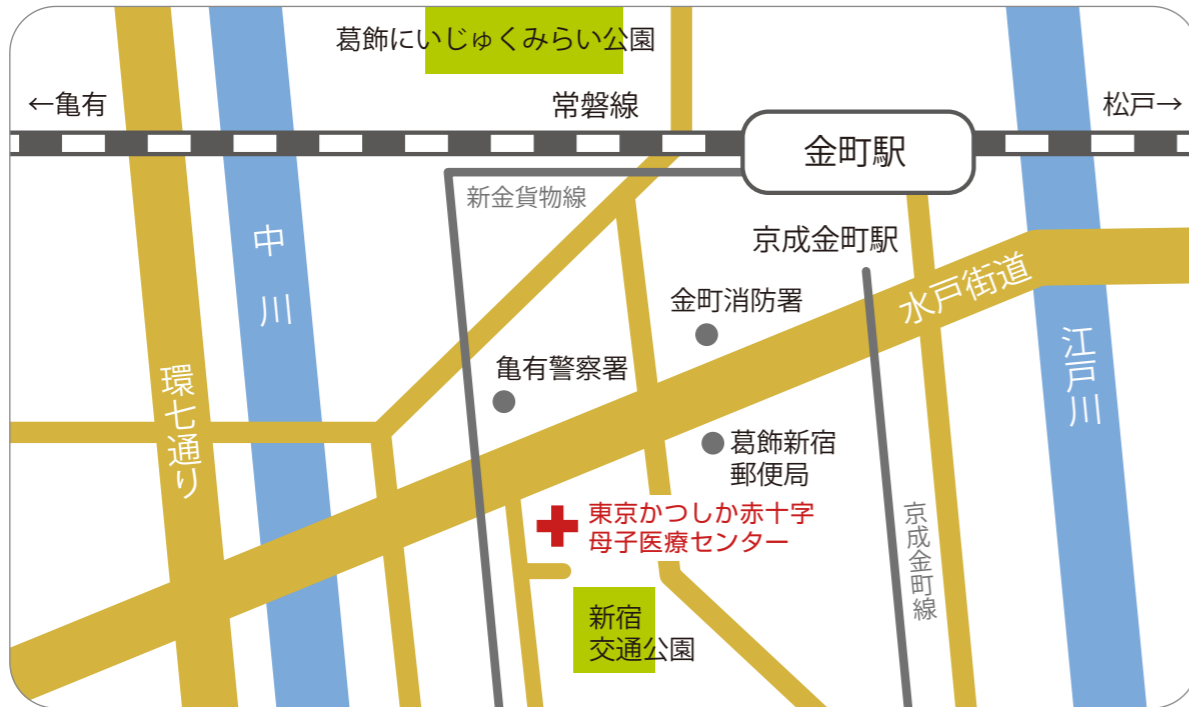 葛飾にいじゅくみらい公園
←亀有
常磐線
松戸→
金町駅
新金貨物線
中川
京成金町駅
水戸街道
金町消防署
江戸川
亀有警察署
環七通り
葛飾新宿
郵便局
東京かつしか赤十字
母子医療センター
京成金町線
新宿
交通公園